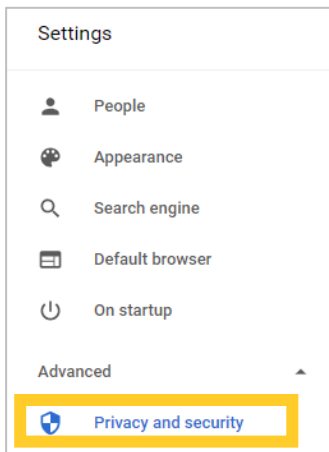 Settings
People
Appearance
Search engine
Default browser
On startup
Advanced
Privacy and security